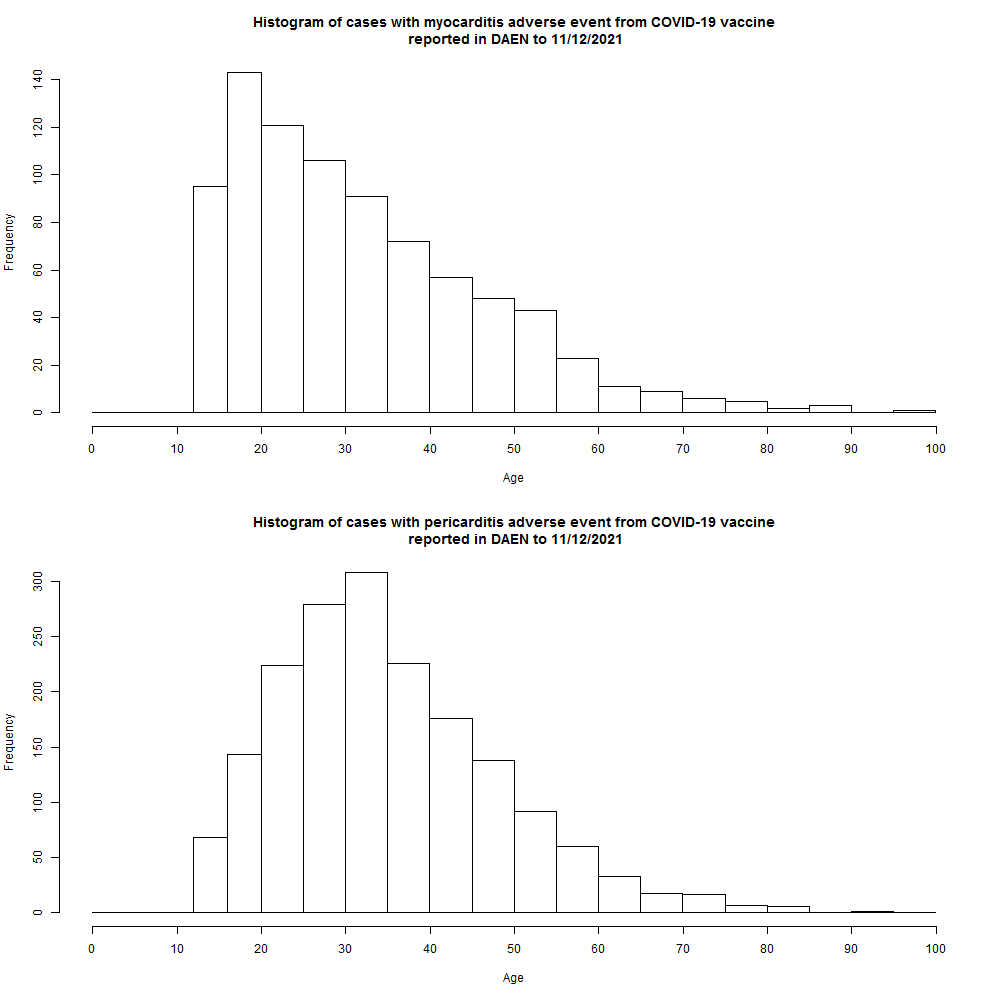 Histogram of cases with myocarditis adverse event from COVID-19 vaccine
reported in DAEN to 11/12/2021
140
120
100
80
60
40
20
0
Frequency
0 10 20 30 40 50 60 70 80 90 100
Age
Histogram of cases with pericarditis adverse event from COVID-19 vaccine
reported in DAEN to 11/12/2021
300
250
200
150
100
50
0
Frequency
0 10 20 30 40 50 60 70 80 90 100
Age